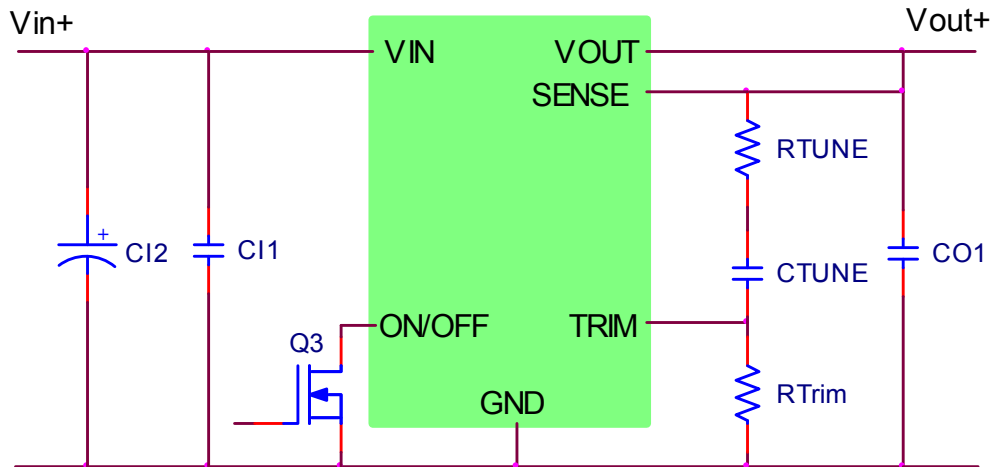 Vin+
Vout+
VIN
VOUT
SENSE
RTUNE
+
CI2
CI1
CTUNE
CO1
ON/OFF
TRIM
Q3
RTrim
GND